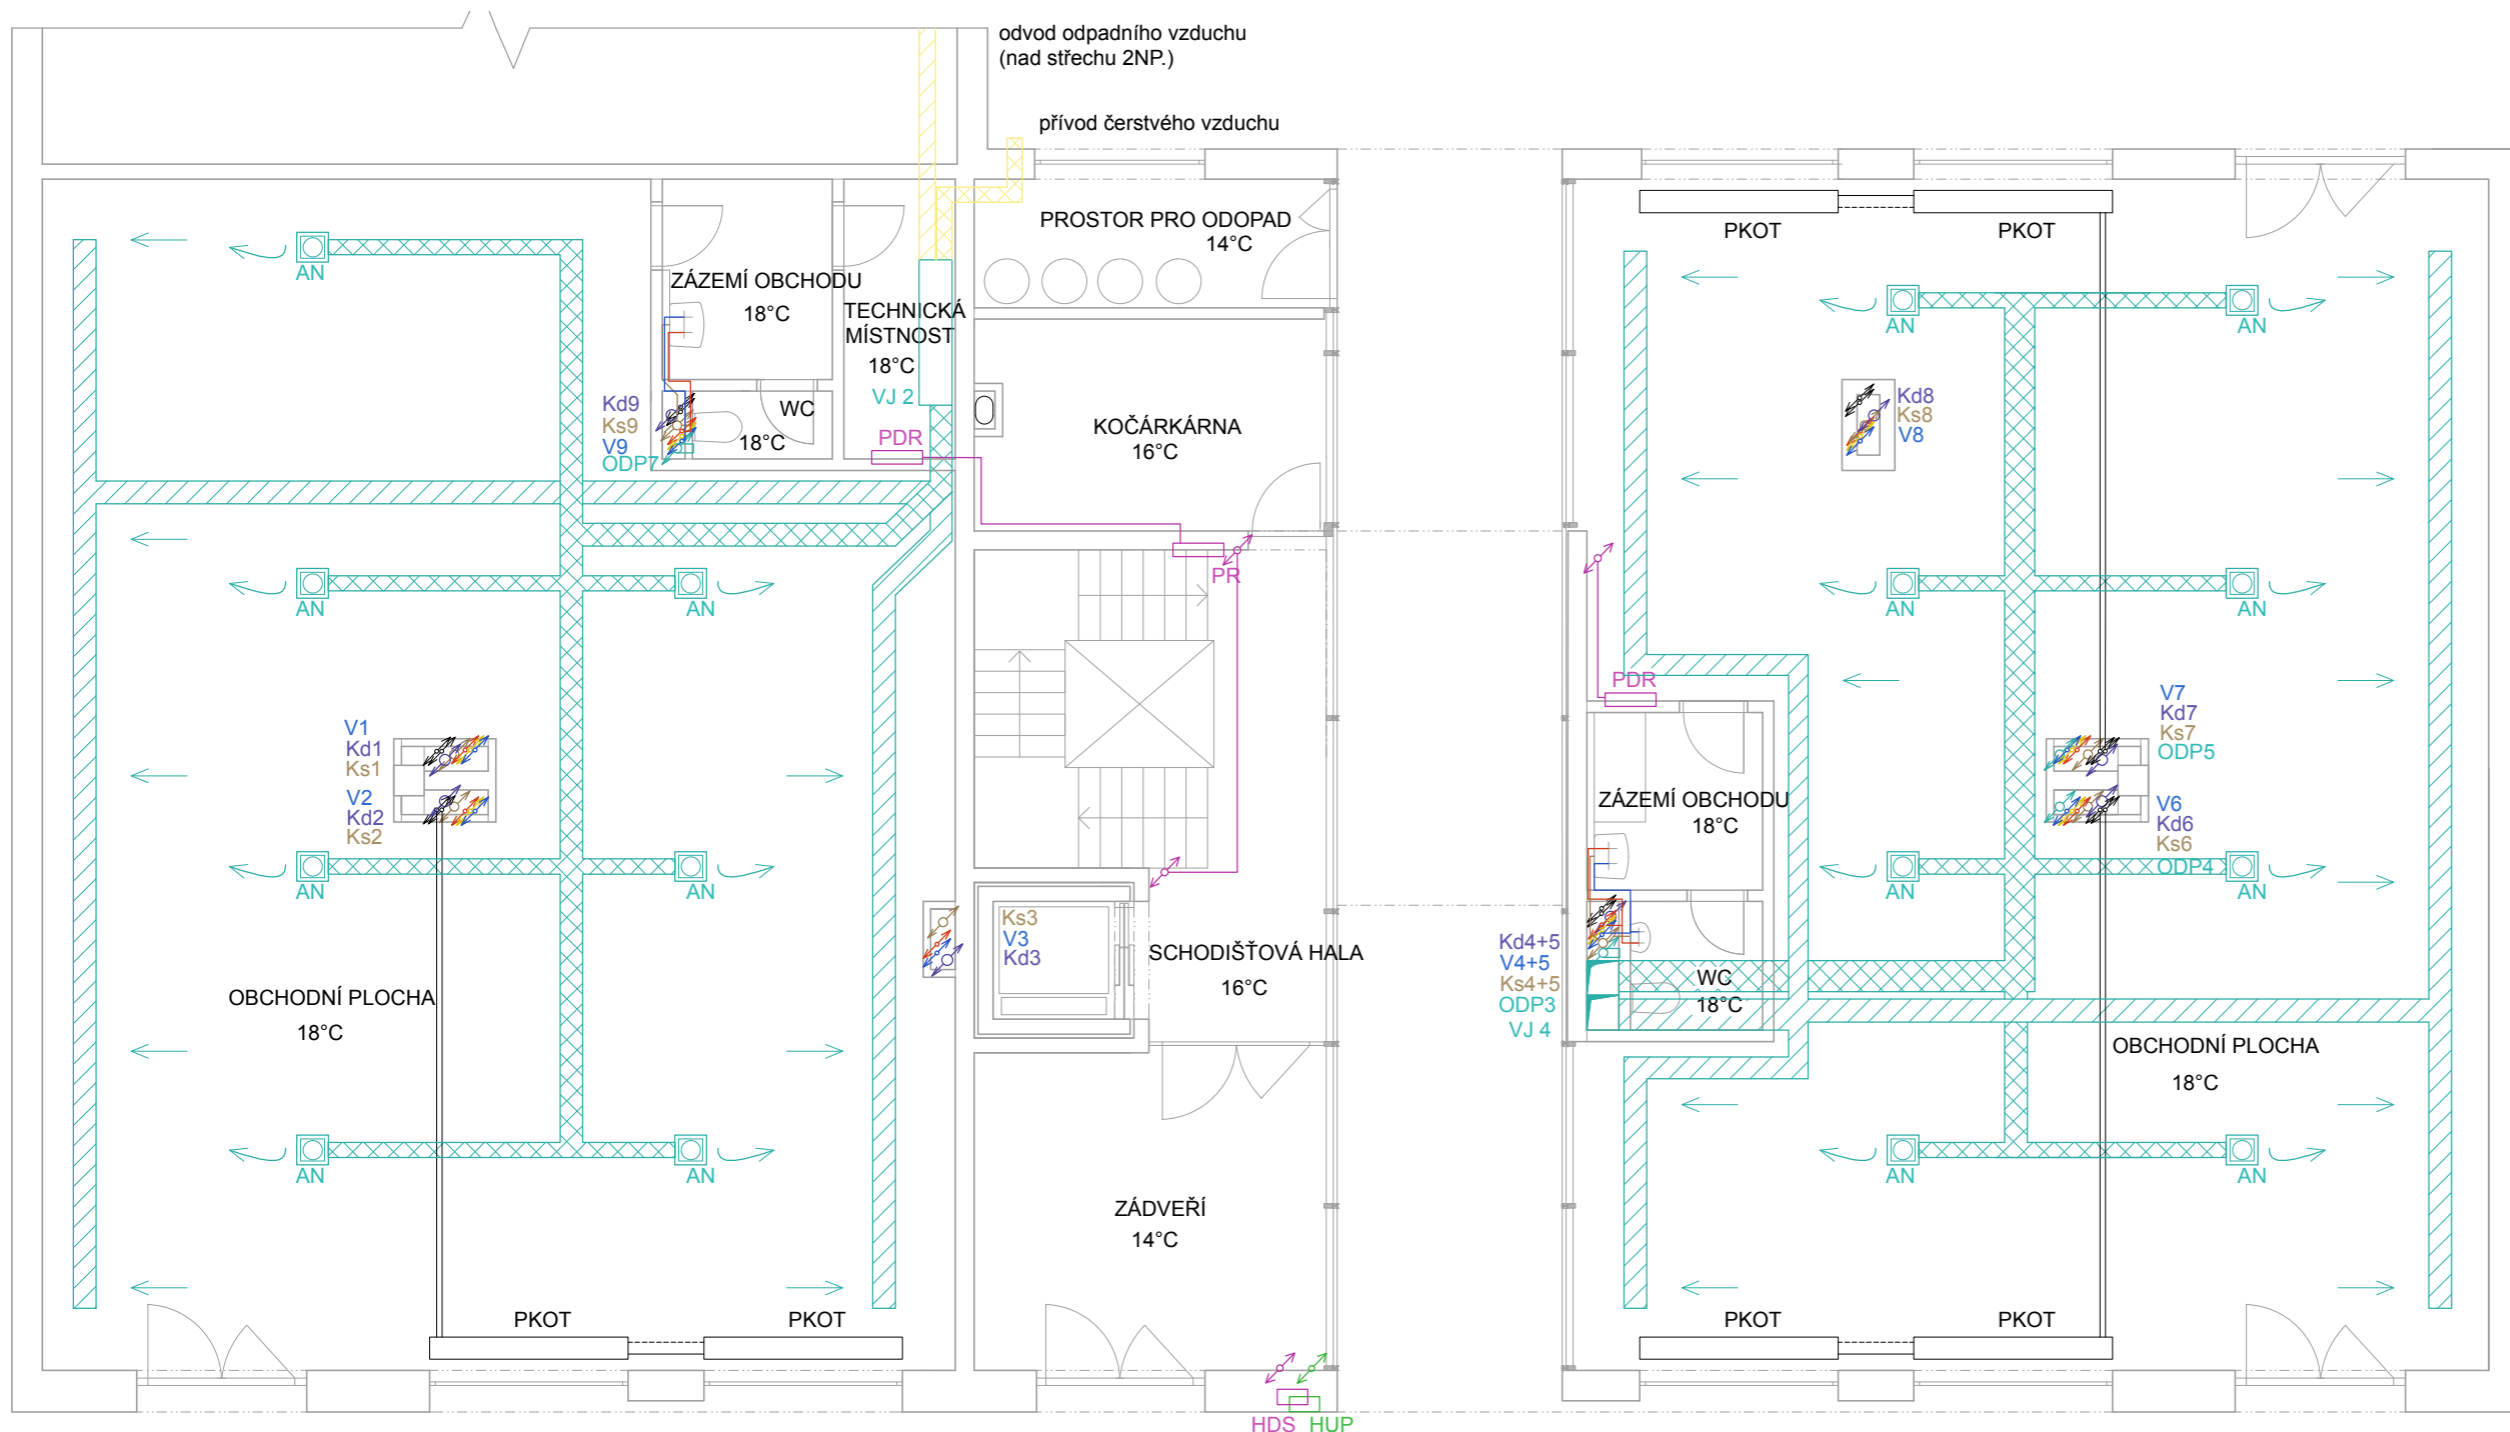 odvod odpadního vzduchu
(nad střechu 2NP.)
přívod čerstvého vzduchu
PROSTOR PRO ODOPAD
14°C
PKOT
PKOT
AN
ZÁZEMÍ OBCHODU
18°C
TECHNICKÁ
MÍSTNOST
18°C
VJ 2
AN
AN
Kd9
Ks9
V9
ODP7
WC
18°C
PDR
KOČÁRKÁRNA
16°C
Kd8
Ks8
V8
AN
AN
PR
AN
AN
PDR
V1
Kd1
Ks1
V2
Kd2
Ks2
V7
Kd7
Ks7
ODP5
V6
Kd6
Ks6
ODP4
ZÁZEMÍ OBCHODU
18°C
AN
AN
AN
AN
Ks3
V3
Kd3
SCHODIŠŤOVÁ HALA
16°C
Kd4+5
V4+5
Ks4+5
ODP3
VJ 4
WC
18°C
OBCHODNÍ PLOCHA
18°C
OBCHODNÍ PLOCHA
18°C
AN
AN
AN
AN
ZÁDVEŘÍ
14°C
PKOT
PKOT
PKOT
PKOT
HDS
HUP